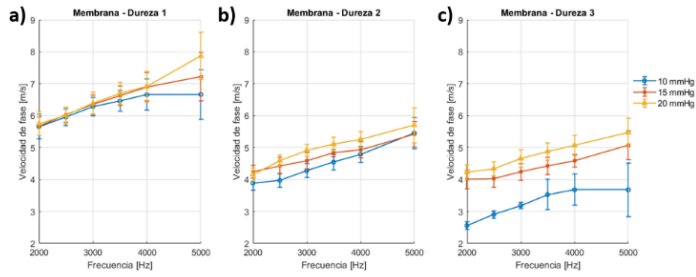 a) Membrana - Dureza 1
Velocidad de fase [m/s]
9
8
7
6
5
4
3
2
2000 3000 4000 5000
Frecuencia [Hz]
b) Membrana - Dureza 2
Velocidad de fase [m/s]
9
8
7
6
5
4
3
2
2000 3000 4000 5000
Frecuencia [Hz]
c) Membrana - Dureza 3
Velocidad de fase [m/s]
9
8
7
6
5
4
3
2
2000 3000 4000 5000
Frecuencia [Hz]
10 mmHg
15 mmHg
20 mmHg